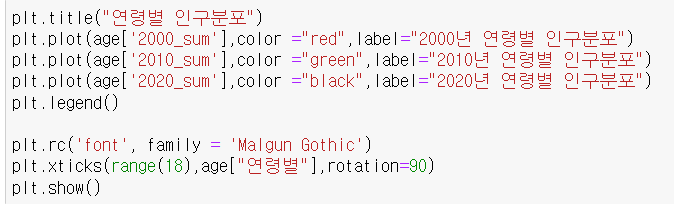 plt.title("연령별 인구분포")
plt.plot(age['2000_sum'],color ="red",label="2000년 연령별 인구분포")
plt.plot(age['2010_sum'],color ="green",label="2010년 연령별 인구분포")
plt.plot(age['2020_sum'],color ="black",label="2020년 연령별 인구분포")
plt.legend()

plt.rc('font', family = 'Malgun Gothic')
plt.xticks(range(18),age["연령별"],rotation=90)
plt.show()